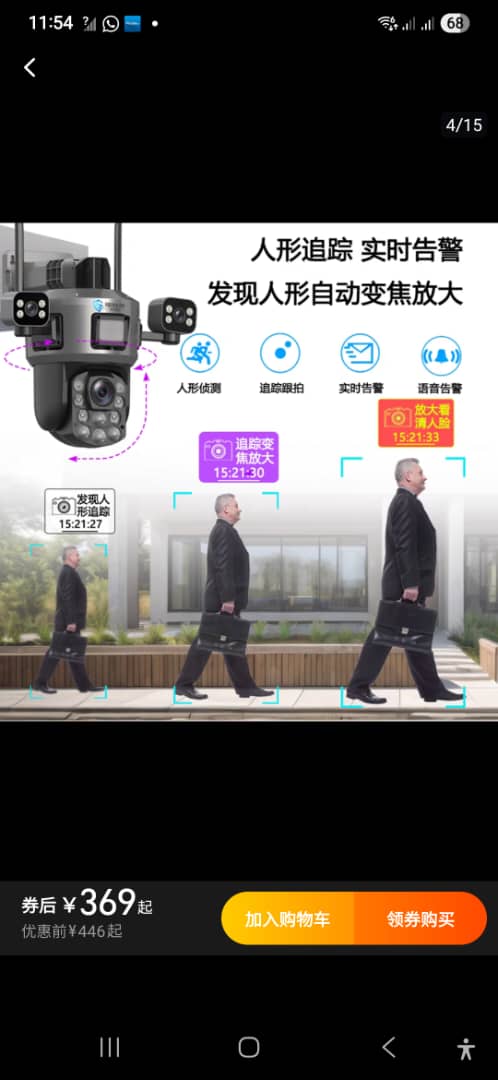 11:54
68
4/15
人形追踪 实时告警
发现人形自动变焦放大
人形侦测
追踪跟拍
实时告警
语音告警
放大看
清人脸
15:21:33
追踪变
焦放大
15:21:30
发现人
形追踪
15:21:27
券后¥369起
优惠前¥446起
加入购物车
领券购买